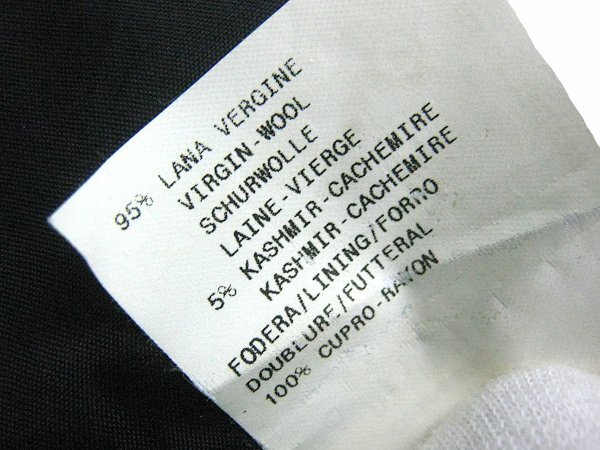 95% LANA VERGINE
VIRGIN-WOOL
SCHURWOLLE
LAINE-VIERGE
5% KASHMIR-CACHEMIRE
KASHMIR-CACHEMIRE
FODERA/LINING/FORRO
DOUBLURE/FUTTERAL
100% CUPRO-RAYON